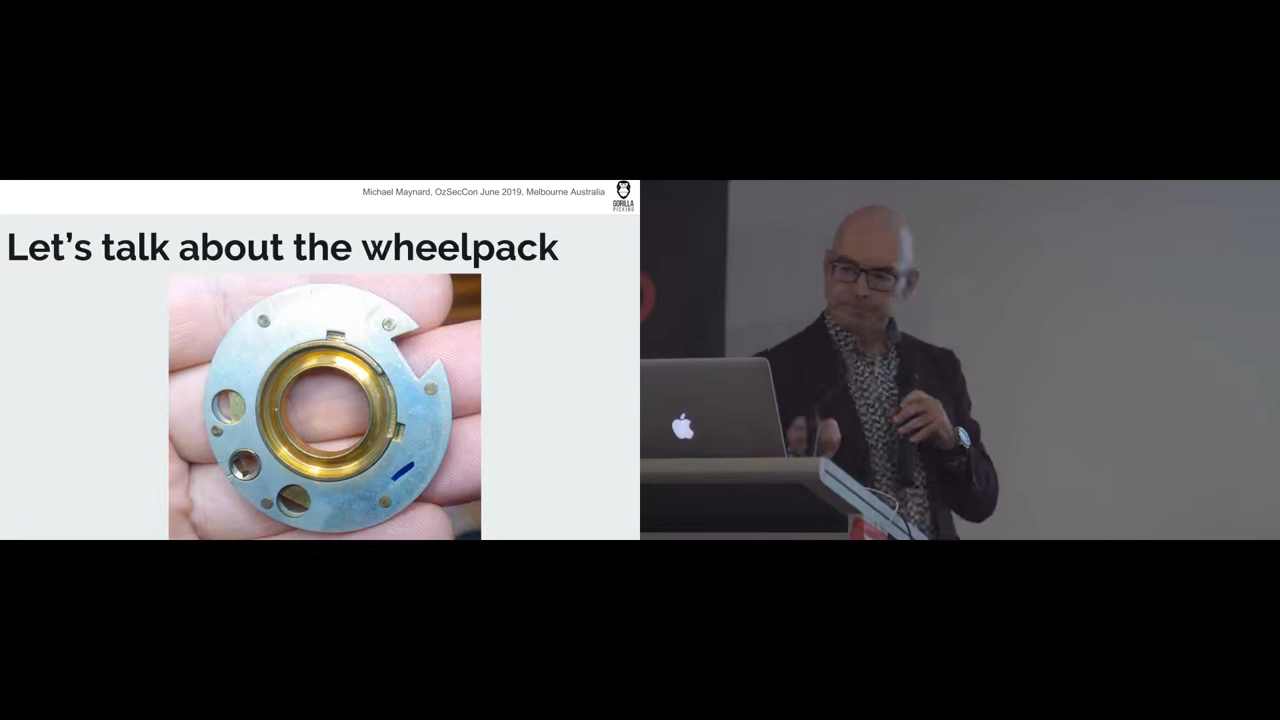 Michael Maynard, OzSecCon June 2019, Melbourne Australia
GORILLA
PICKING
Let's talk about the wheelpack